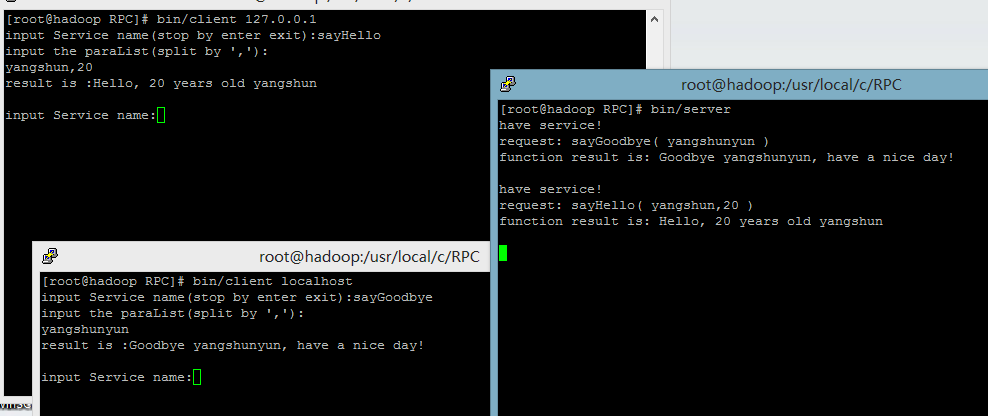 [root@hadoop RPC]# bin/client 127.0.0.1
input Service name(stop by enter exit):sayHello
input the paraList(split by ','):
yangshun,20
result is :Hello, 20 years old yangshun
input Service name:
root@hadoop:/usr/local/c/RPC
[root@hadoop RPC]# bin/server
have service!
request: sayGoodbye( yangshunyun )
function result is: Goodbye yangshunyun, have a nice day!
have service!
request: sayHello( yangshun,20 )
function result is: Hello, 20 years old yangshun
root@hadoop:/usr/local/c/RPC
[root@hadoop RPC]# bin/client localhost
input Service name(stop by enter exit):sayGoodbye
input the paraList(split by ','):
yangshunyun
result is :Goodbye yangshunyun, have a nice day!
input Service name: